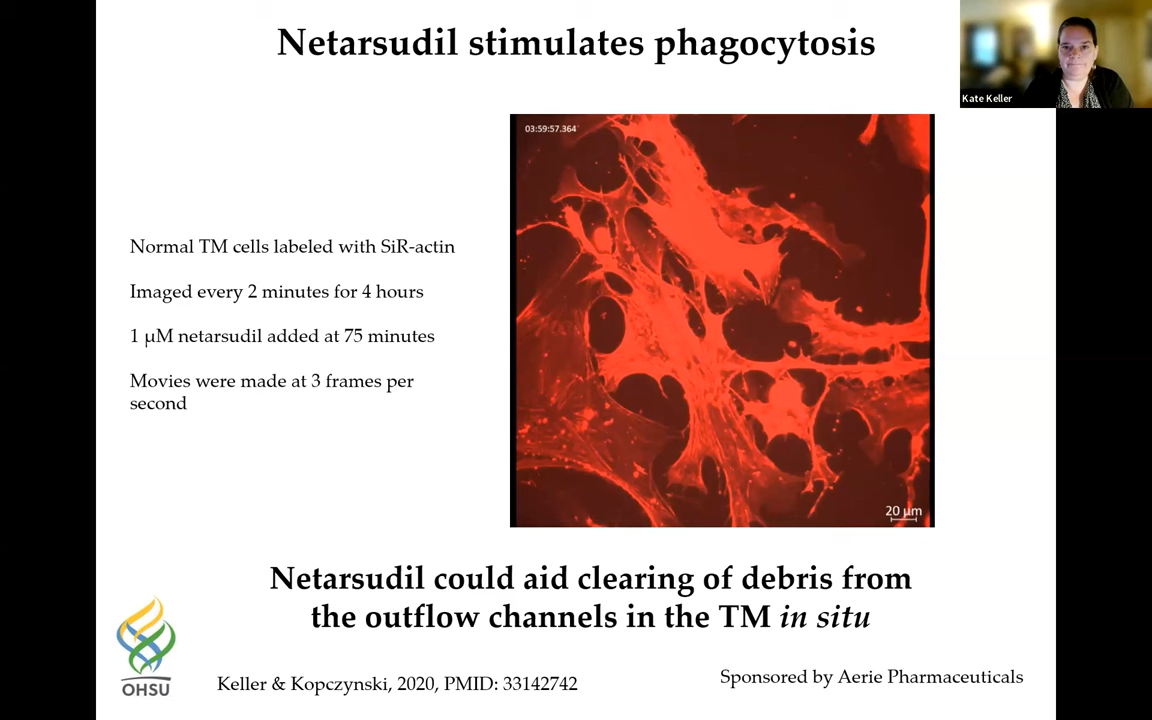 Netarsudil stimulates phagocytosis
Kate Keller
03:59:57.364
Normal TM cells labeled with SiR-actin
Imaged every 2 minutes for 4 hours
1 µM netarsudil added at 75 minutes
Movies were made at 3 frames per
second
20 µm
Netarsudil could aid clearing of debris from
the outflow channels in the TM in situ
OHSU
Keller & Kopczynski, 2020, PMID: 33142742
Sponsored by Aerie Pharmaceuticals